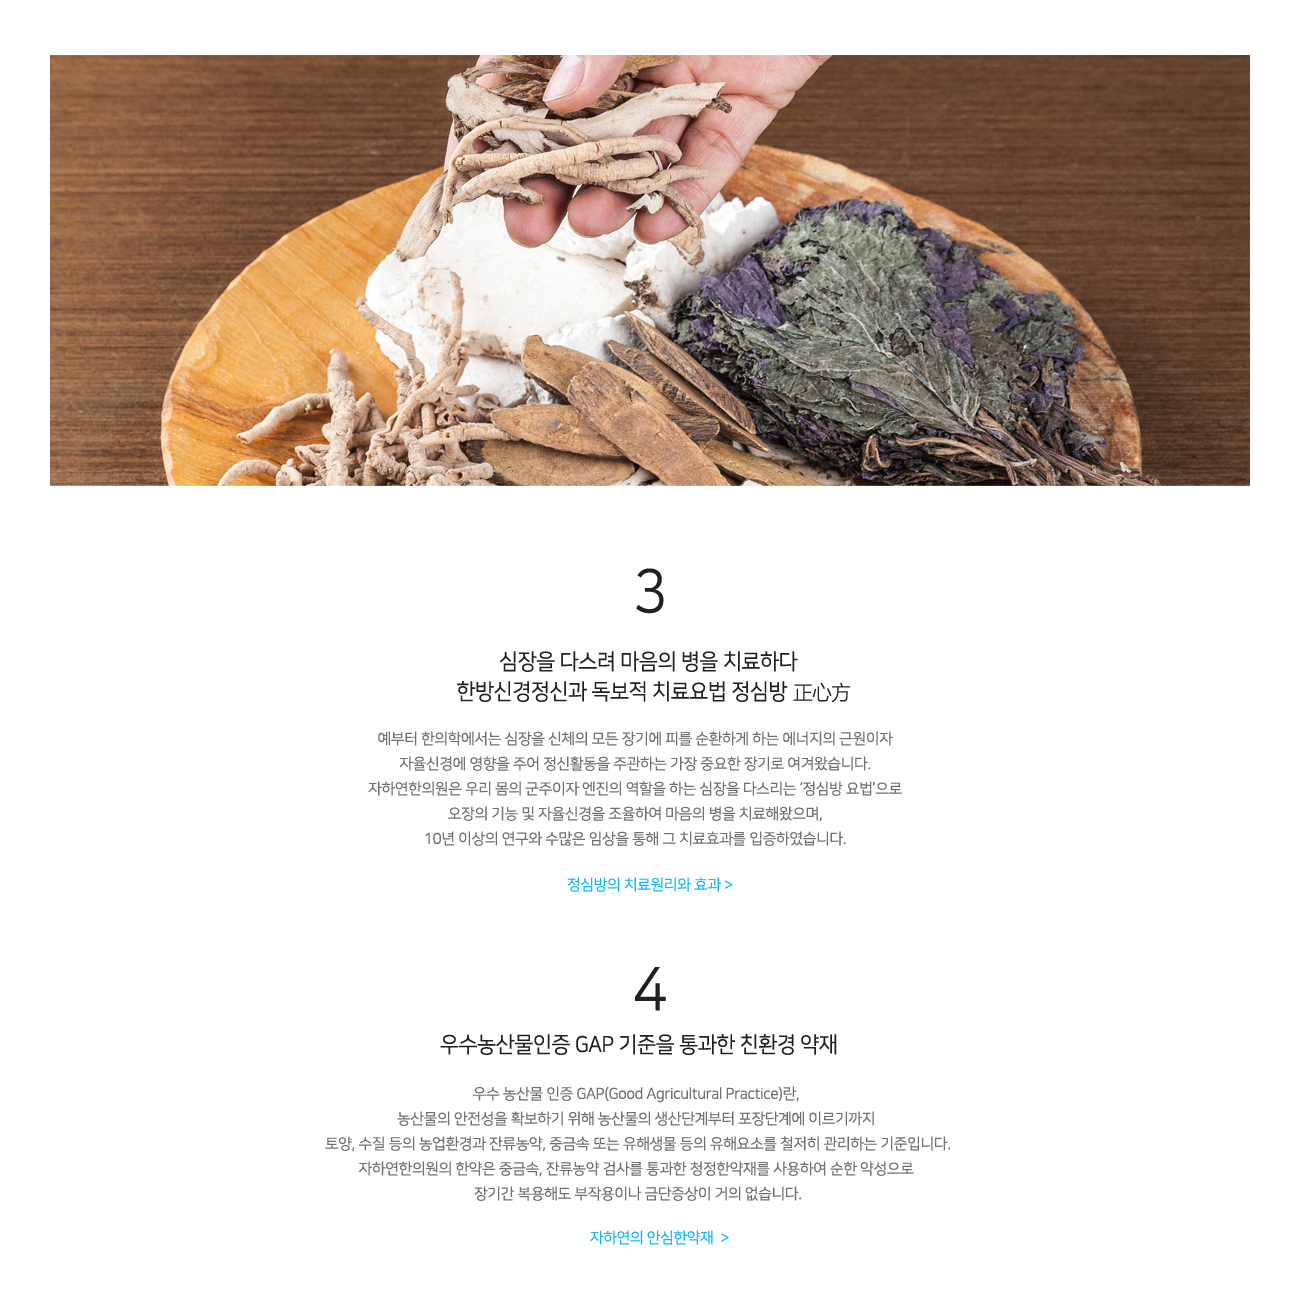 3
심장을 다스려 마음의 병을 치료하다
한방신경정신과 독보적 치료요법 정심방 正心方
예부터 한의학에서는 심장을 신체의 모든 장기에 피를 순환하게 하는 에너지의 근원이자
자율신경에 영향을 주어 정신활동을 주관하는 가장 중요한 장기로 여겨왔습니다.
자하연한의원은 우리 몸의 군주이자 엔진의 역할을 하는 심장을 다스리는 ‘정심방 요법’으로
오장의 기능 및 자율신경을 조율하여 마음의 병을 치료해왔으며,
10년 이상의 연구와 수많은 임상을 통해 그 치료효과를 입증하였습니다.
정심방의 치료원리와 효과 >
4
우수농산물인증 GAP 기준을 통과한 친환경 약재
우수 농산물 인증 GAP(Good Agricultural Practice)란,
농산물의 안전성을 확보하기 위해 농산물의 생산단계부터 포장단계에 이르기까지
토양, 수질 등의 농업환경과 잔류농약, 중금속 또는 유해생물 등의 유해요소를 철저히 관리하는 기준입니다.
자하연한의원의 한약은 중금속, 잔류농약 검사를 통과한 청정한약재를 사용하여 순한 약성으로
장기간 복용해도 부작용이나 금단증상이 거의 없습니다.
자하연의 안심한약재 >